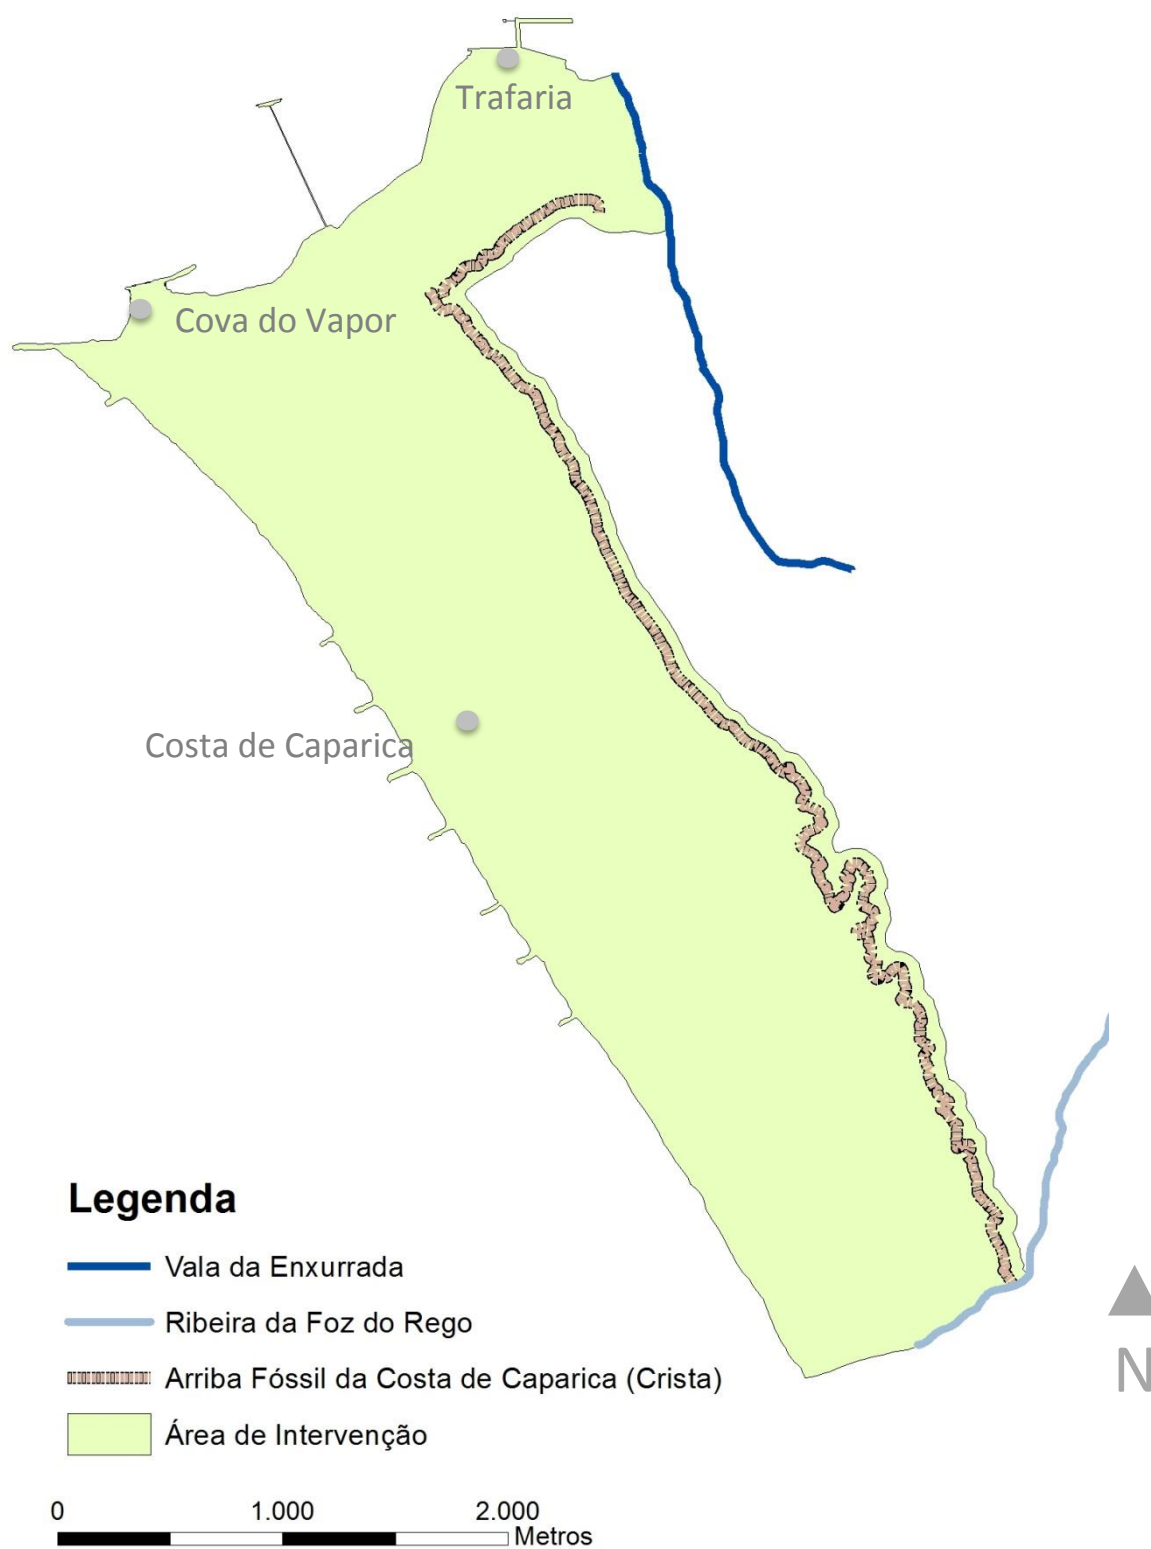 Trafaria
Cova do Vapor
Costa de Caparica
Legenda
Vala da Enxurrada
Ribeira da Foz do Rego
Arriba Fóssil da Costa de Caparica (Crista)
Área de Intervenção
N
0 1.000 2.000
Metros